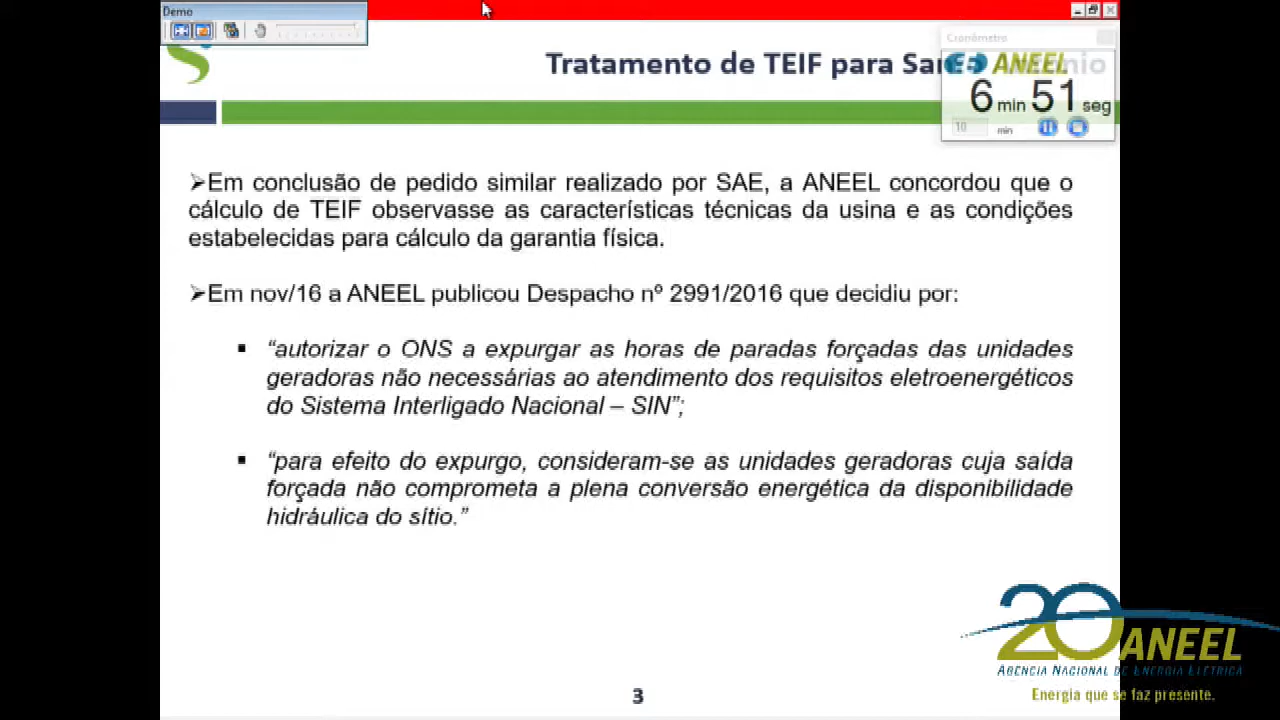 Demo
Tratamento de TEIF para
Cronômetro
ANEEL
6 min 51 seg
10 min
➢Em conclusão de pedido similar realizado por SAE, a ANEEL concordou que o
cálculo de TEIF observasse as características técnicas da usina e as condições
estabelecidas para cálculo da garantia física.
➢Em nov/16 a ANEEL publicou Despacho nº 2991/2016 que decidiu por:
▪ “autorizar o ONS a expurgar as horas de paradas forçadas das unidades
geradoras não necessárias ao atendimento dos requisitos eletroenergéticos
do Sistema Interligado Nacional – SIN”;
▪ “para efeito do expurgo, consideram-se as unidades geradoras cuja saída
forçada não comprometa a plena conversão energética da disponibilidade
hidráulica do sítio.”
20 ANEEL
AGÊNCIA NACIONAL DE ENERGIA ELÉTRICA
Energia que se faz presente.
3